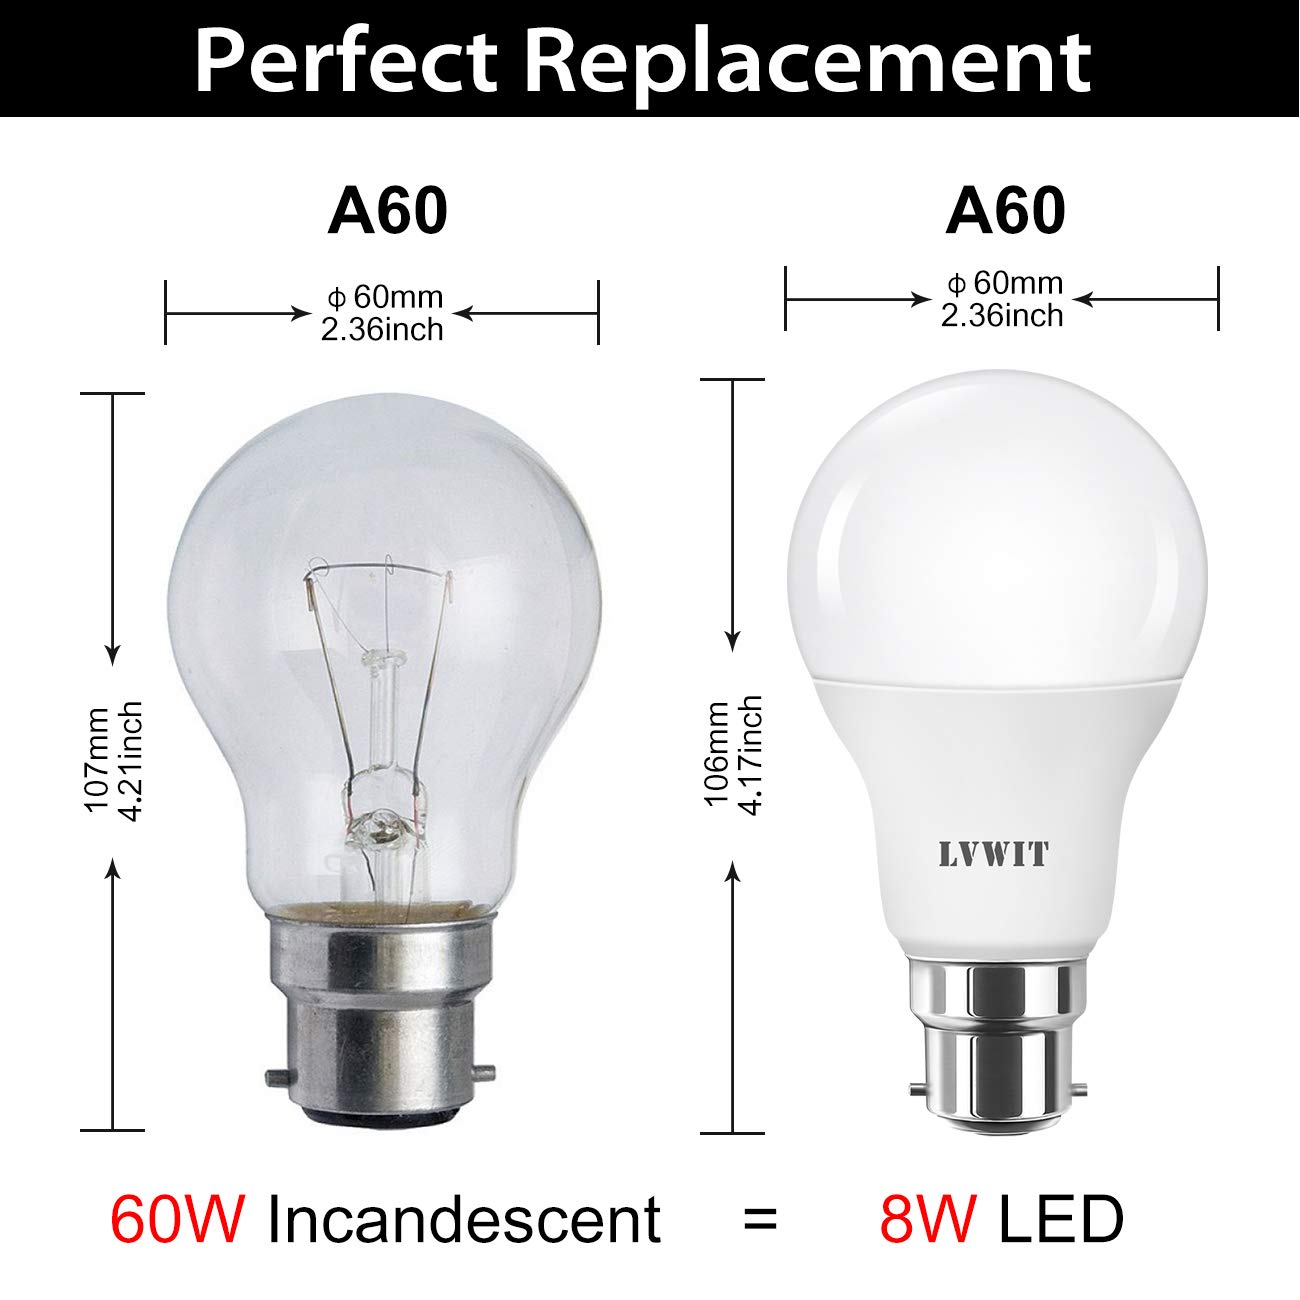 Perfect Replacement
A60
ϕ 60mm
2.36inch
107mm
4.21inch
A60
ϕ 60mm
2.36inch
106mm
4.17inch
LVWIT
60W Incandescent = 8W LED